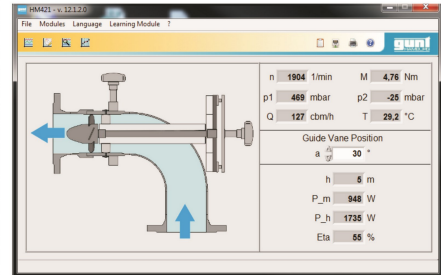 HM421 - v. 12.1.2.0
File Modules Language Learning Module ?
gunt
n 1904 1/min M 4,76 Nm
p1 469 mbar p2 -25 mbar
Q 127 cbm/h T 29,2 °C
Guide Vane Position
a 30 °
h 5 m
P_m 948 W
P_h 1735 W
Eta 55 %